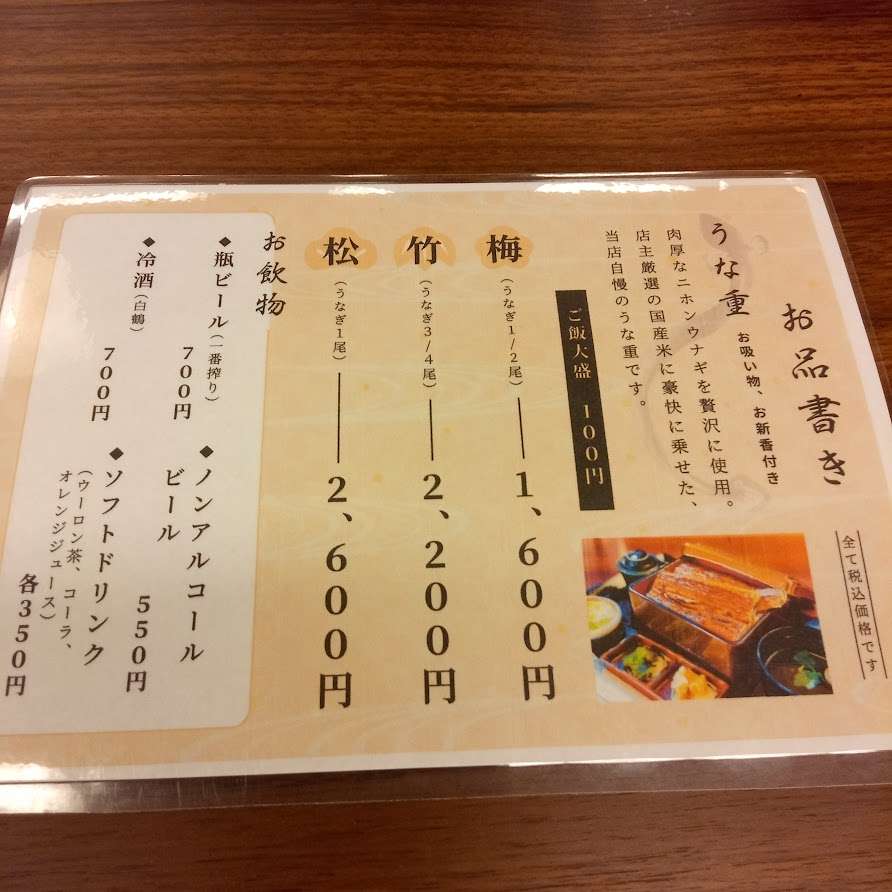 お品書き
全て税込価格です
うな重
お吸い物、お新香付き
肉厚なニホンウナギを贅沢に使用。
店主厳選の国産米に豪快に乗せた、
当店自慢のうな重です。
ご飯大盛 100円
梅(うなぎ1/2尾)1、600円
竹(うなぎ3/4尾)2、200円
松(うなぎ1尾)2、600円
お飲物
◆瓶ビール(一番搾り)
700円
◆冷酒(白鶴)
700円
◆ノンアルコール
ビール
550円
◆ソフトドリンク
(ウーロン茶、コーラ、
オレンジジュース)
各350円